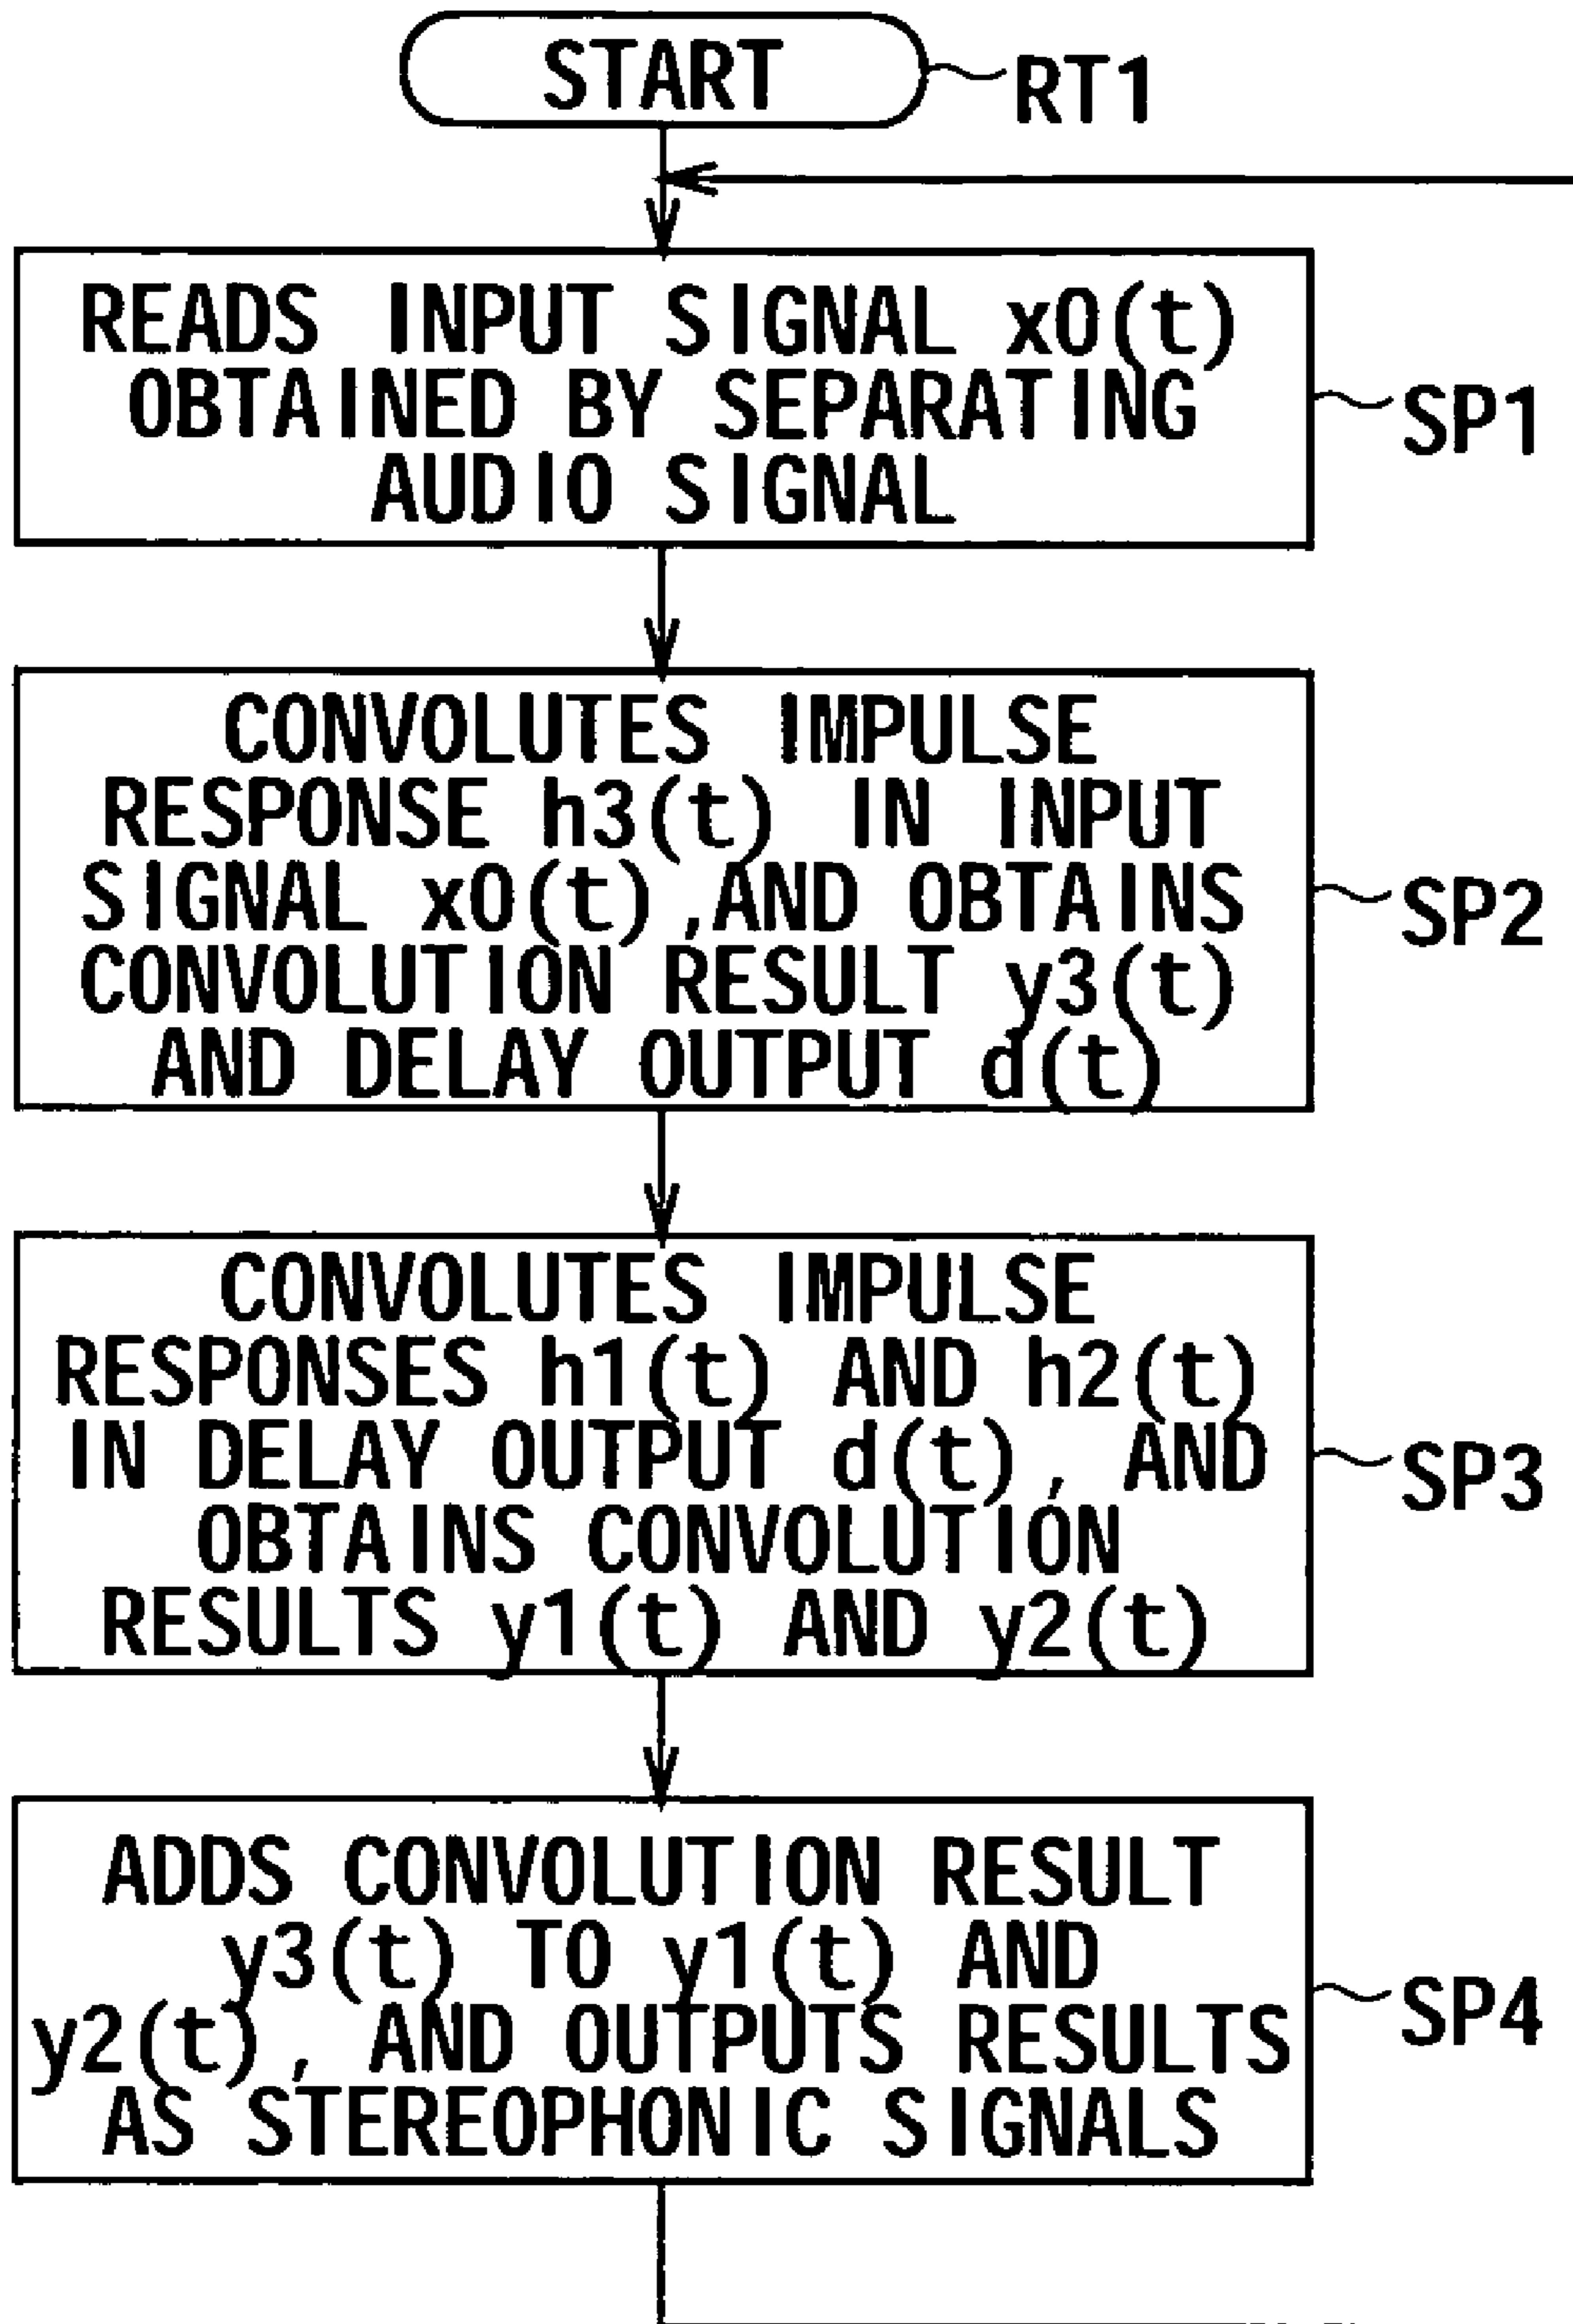 START
RT1
READS INPUT SIGNAL x0(t)
OBTAINED BY SEPARATING
AUDIO SIGNAL
SP1
CONVOLUTES IMPULSE
RESPONSE h3(t) IN INPUT
SIGNAL x0(t),AND OBTAINS
CONVOLUTION RESULT y3(t)
AND DELAY OUTPUT d(t)
SP2
CONVOLUTES IMPULSE
RESPONSES h1(t) AND h2(t)
IN DELAY OUTPUT d(t), AND
OBTAINS CONVOLUTION
RESULTS y1(t) AND y2(t)
SP3
ADDS CONVOLUTION RESULT
y3(t) TO y1(t) AND
y2(t), AND OUTPUTS RESULTS
AS STEREOPHONIC SIGNALS
SP4